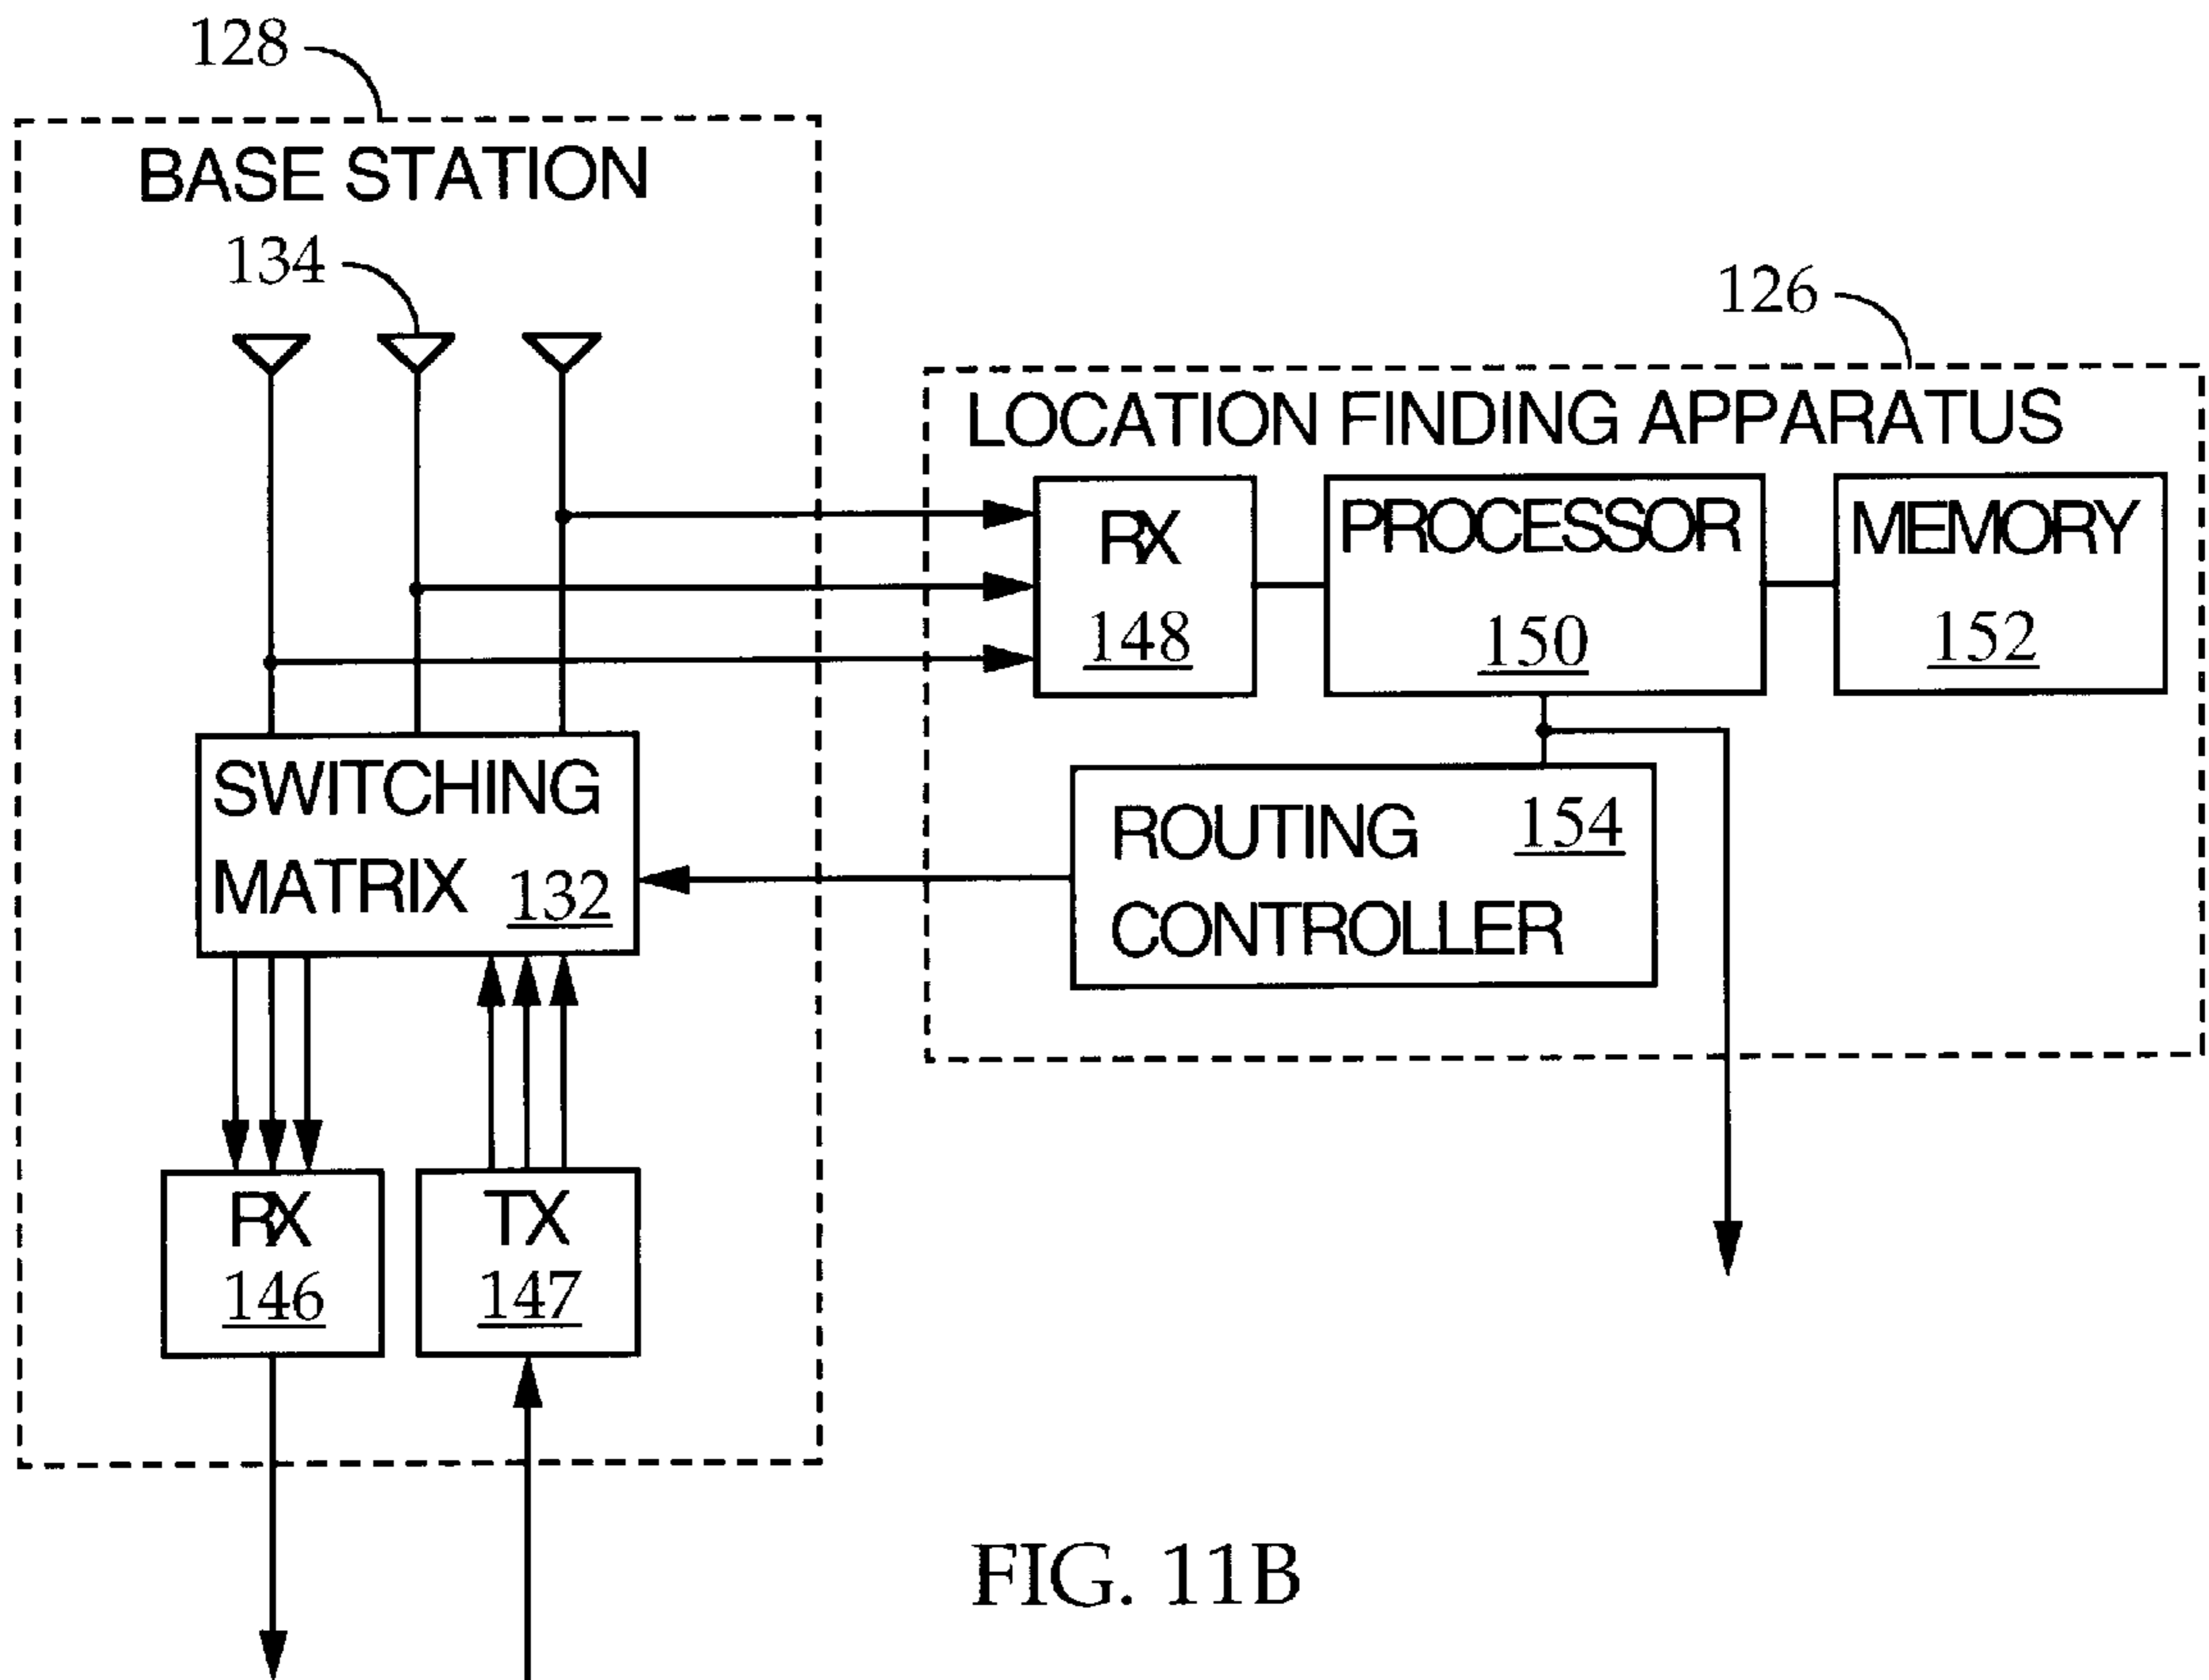 128
BASE STATION
134
126
LOCATION FINDING APPARATUS
RX
148
PROCESSOR
150
MEMORY
152
SWITCHING
MATRIX 132
ROUTING 154
CONTROLLER
RX
146
TX
147
FIG. 11B